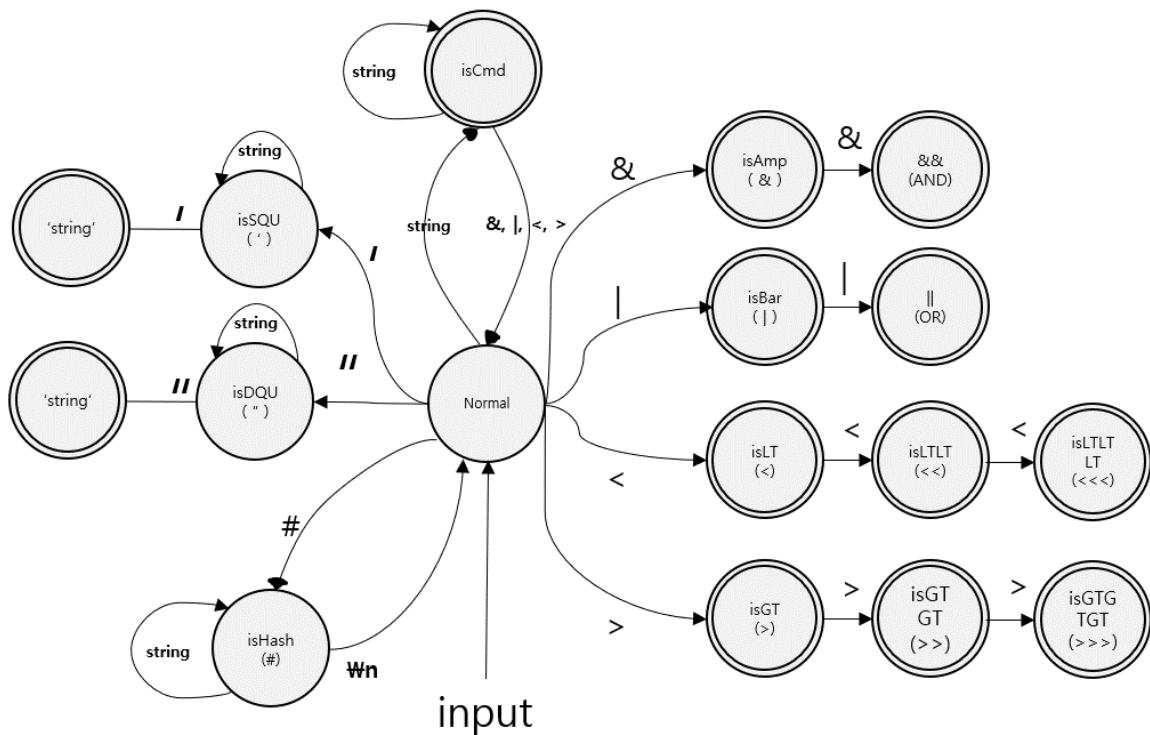 string
isCmd
&
isAmp
( & )
&
&&
(AND)
string
'string'
'
isSQU
( ' )
'
string
&, |, <, >
|
isBar
( | )
|
||
(OR)
string
'string'
"
isDQU
( " )
"
Normal
<
isLT
(<)
<
isLTLT
(<<)
<
isLTLT
LT
(<<<)
#
>
isGT
(>)
>
isGT
GT
(>>)
>
isGTG
TGT
(>>>)
string
isHash
(#)
₩n
input